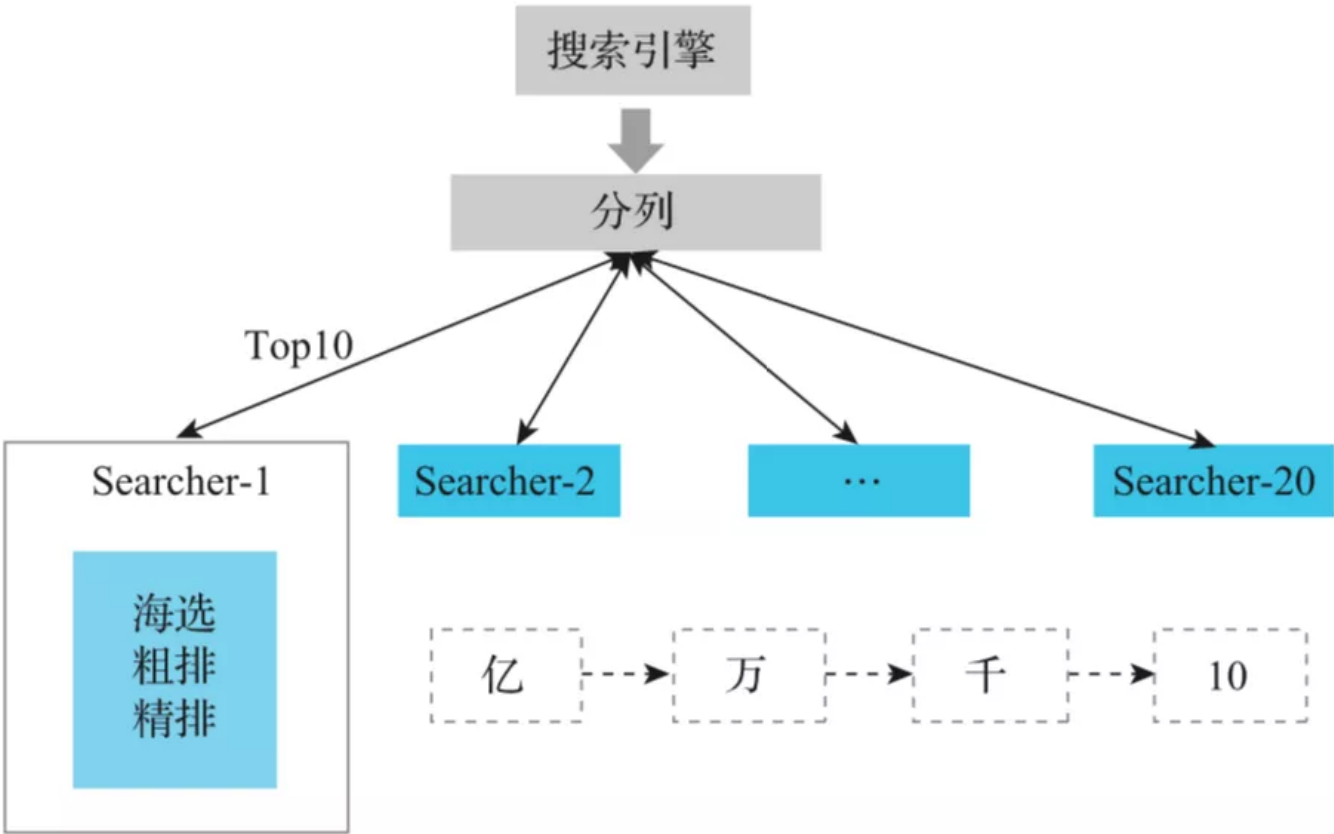 搜索引擎
分列
Top10
Searcher-1
Searcher-2
…
Searcher-20
海选
粗排
精排
亿
万
千
10